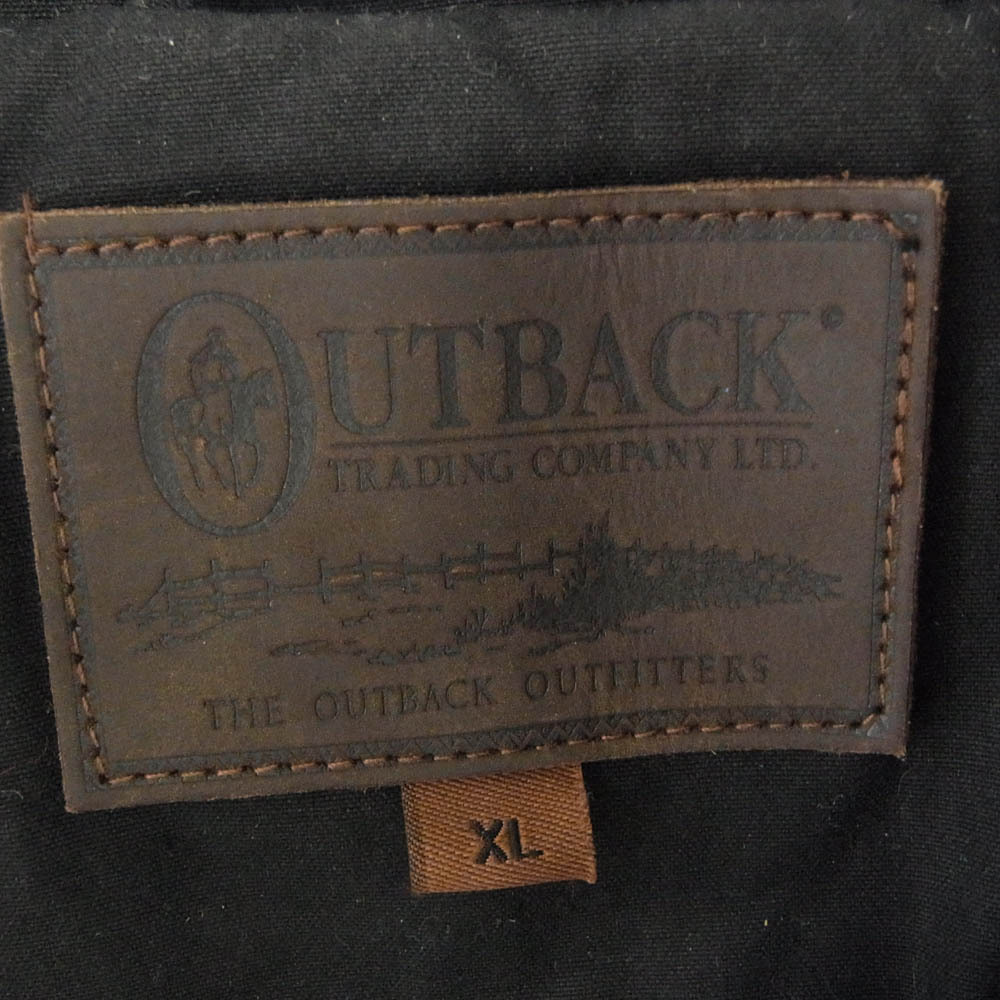 OUTBACK©
TRADING COMPANY LTD.
THE OUTBACK OUTFITTERS
XL